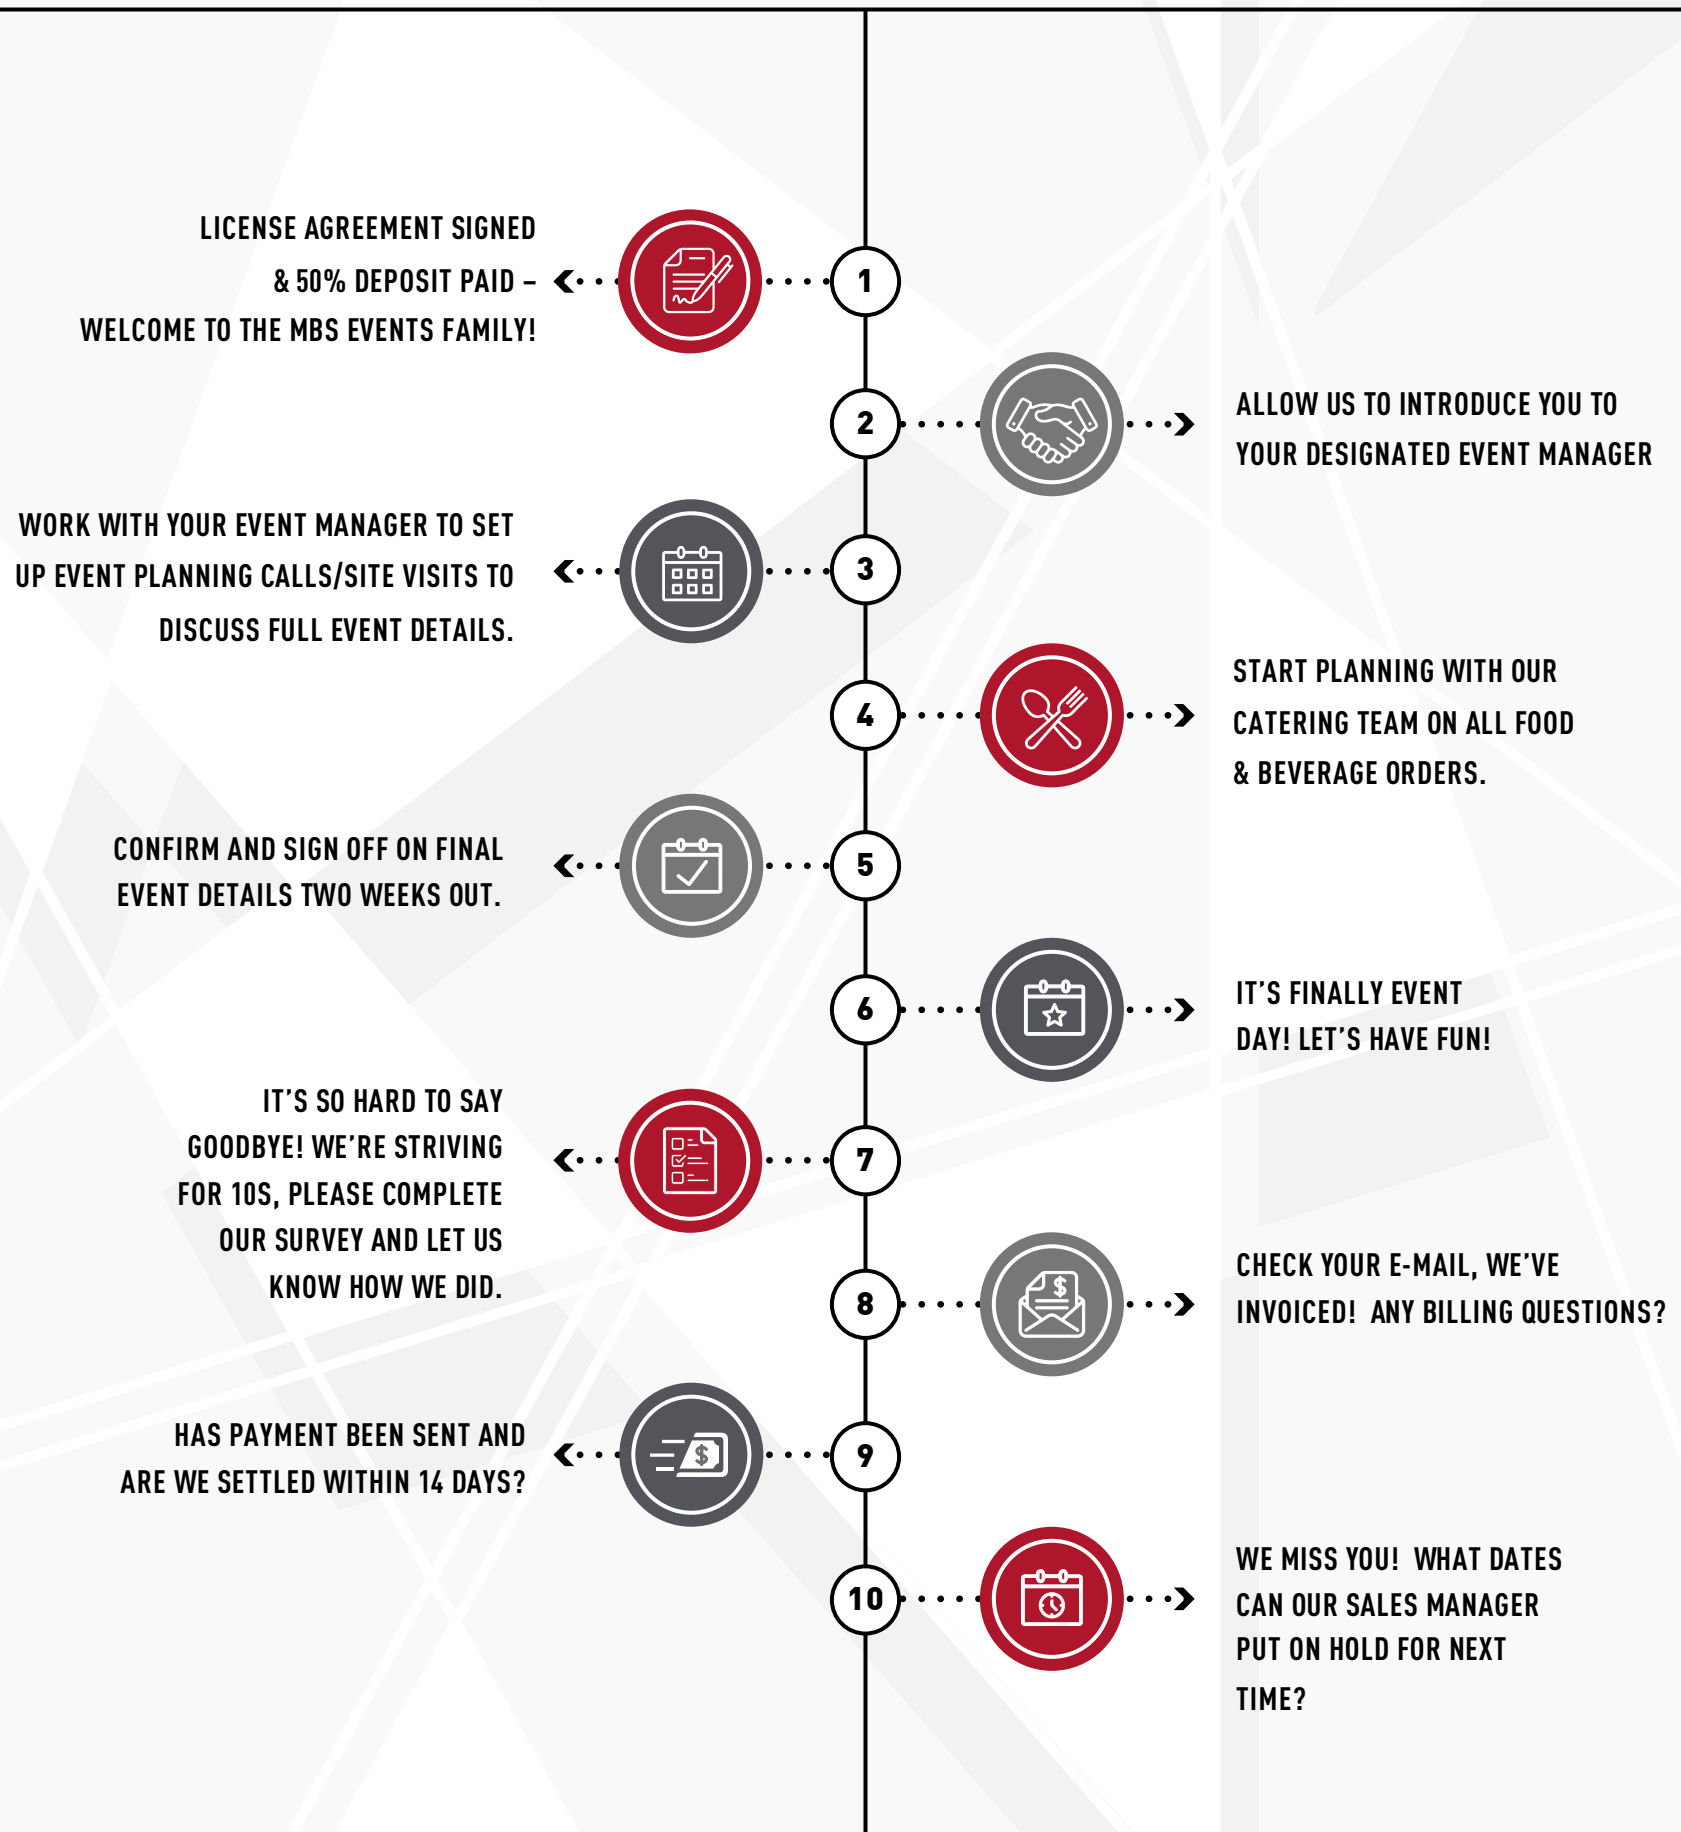 LICENSE AGREEMENT SIGNED
& 50% DEPOSIT PAID –
WELCOME TO THE MBS EVENTS FAMILY!
1
2
ALLOW US TO INTRODUCE YOU TO
YOUR DESIGNATED EVENT MANAGER
WORK WITH YOUR EVENT MANAGER TO SET
UP EVENT PLANNING CALLS/SITE VISITS TO
DISCUSS FULL EVENT DETAILS.
3
4
START PLANNING WITH OUR
CATERING TEAM ON ALL FOOD
& BEVERAGE ORDERS.
CONFIRM AND SIGN OFF ON FINAL
EVENT DETAILS TWO WEEKS OUT.
5
6
IT’S FINALLY EVENT
DAY! LET’S HAVE FUN!
IT’S SO HARD TO SAY
GOODBYE! WE’RE STRIVING
FOR 10S, PLEASE COMPLETE
OUR SURVEY AND LET US
KNOW HOW WE DID.
7
8
$
CHECK YOUR E-MAIL, WE’VE
INVOICED! ANY BILLING QUESTIONS?
HAS PAYMENT BEEN SENT AND
ARE WE SETTLED WITHIN 14 DAYS?
$
9
10
WE MISS YOU! WHAT DATES
CAN OUR SALES MANAGER
PUT ON HOLD FOR NEXT
TIME?